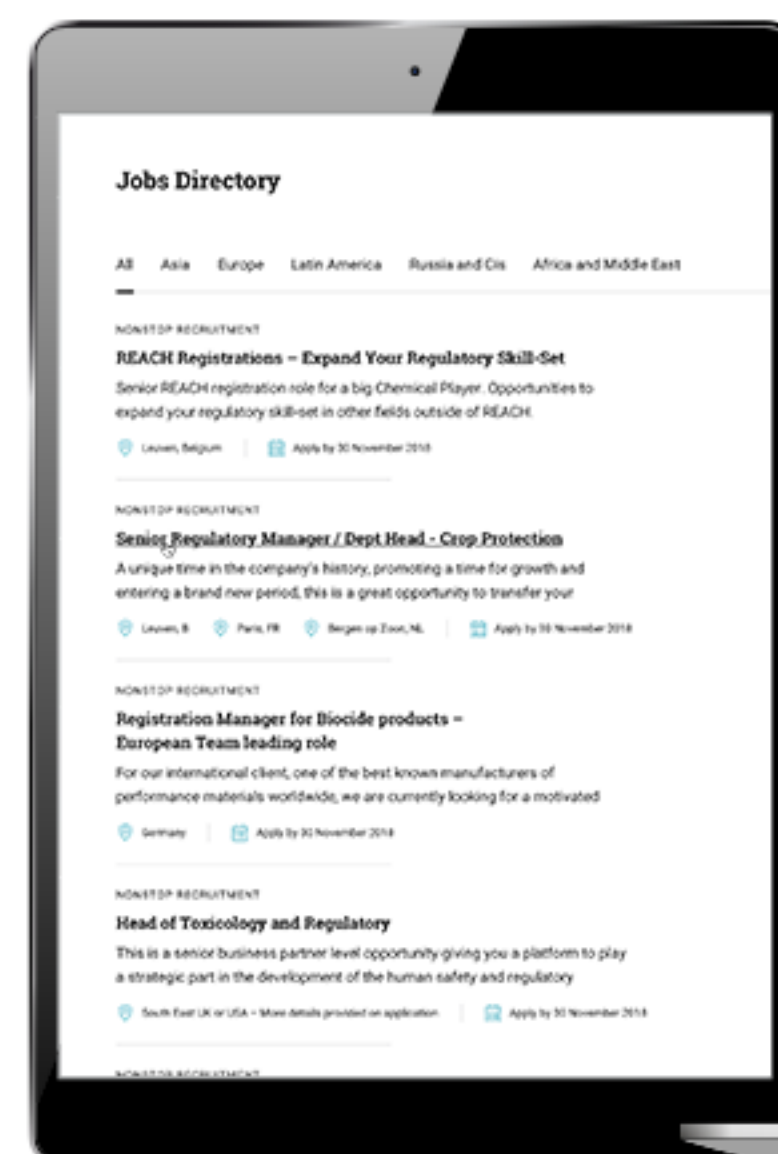 Jobs Directory
All Asia Europe Latin America Russia and Cis Africa and Middle East
NONSTOP RECRUITMENT
REACH Registrations – Expand Your Regulatory Skill-Set
Senior REACH registration role for a big Chemical Player. Opportunities to
expand your regulatory skill-set in other fields outside of REACH.
Leuven, Belgium Apply by 30 November 2018
NONSTOP RECRUITMENT
Senior Regulatory Manager / Dept Head - Crop Protection
A unique time in the company's history, promoting a time for growth and
entering a brand new period, this is a great opportunity to transfer your
Leuven, B Paris, FR Bergen op Zoon, NL Apply by 30 November 2018
NONSTOP RECRUITMENT
Registration Manager for Biocide products –
European Team leading role
For our international client, one of the best known manufacturers of
performance materials worldwide, we are currently looking for a motivated
Germany Apply by 30 November 2018
NONSTOP RECRUITMENT
Head of Toxicology and Regulatory
This is a senior business partner level opportunity giving you a platform to play
a strategic part in the development of the human safety and regulatory
South East UK or USA – More details provided on application Apply by 30 November 2018
NONSTOP RECRUITMENT